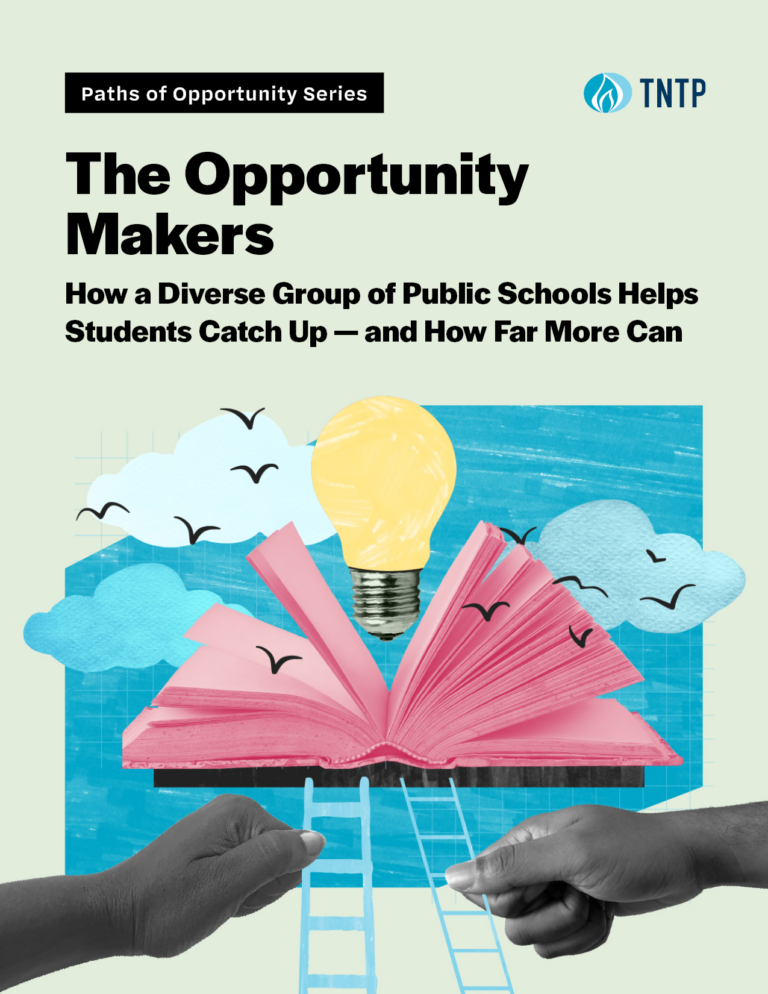 Paths of Opportunity Series
TNTP
The Opportunity
Makers
How a Diverse Group of Public Schools Helps
Students Catch Up — and How Far More Can